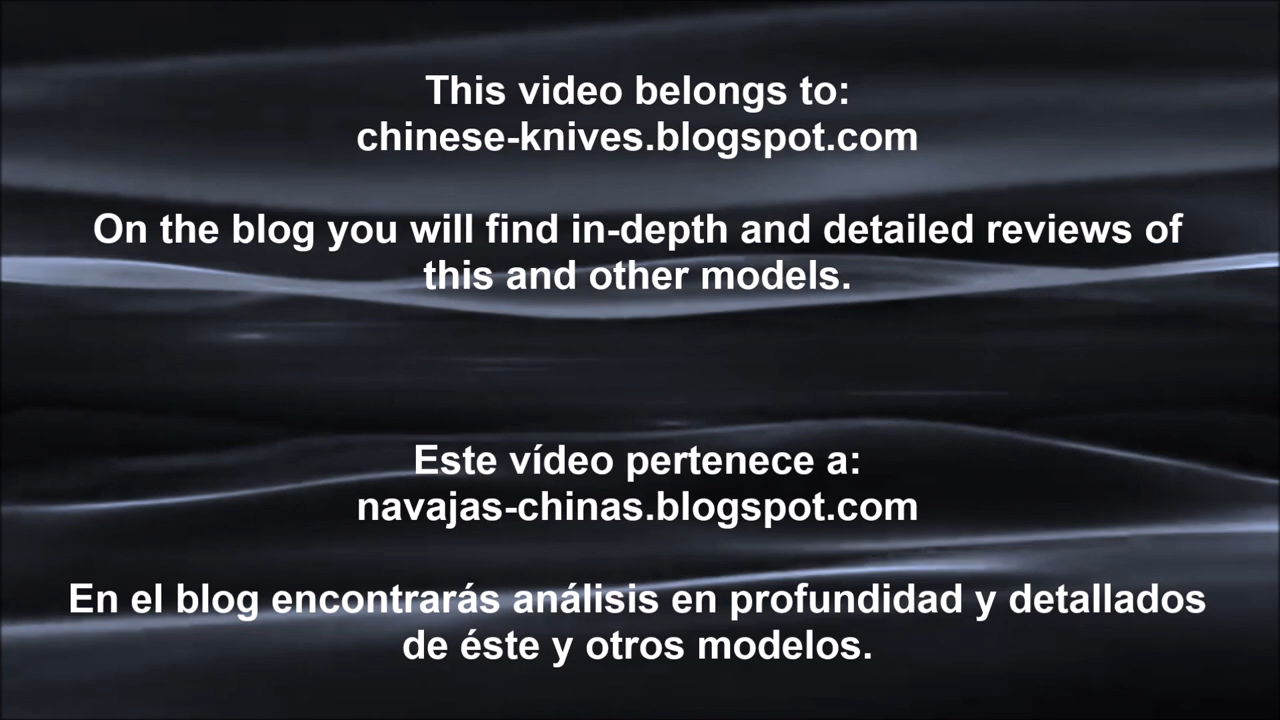 This video belongs to:
chinese-knives.blogspot.com
On the blog you will find in-depth and detailed reviews of
this and other models.
Este vídeo pertenece a:
navajas-chinas.blogspot.com
En el blog encontrarás análisis en profundidad y detallados
de éste y otros modelos.